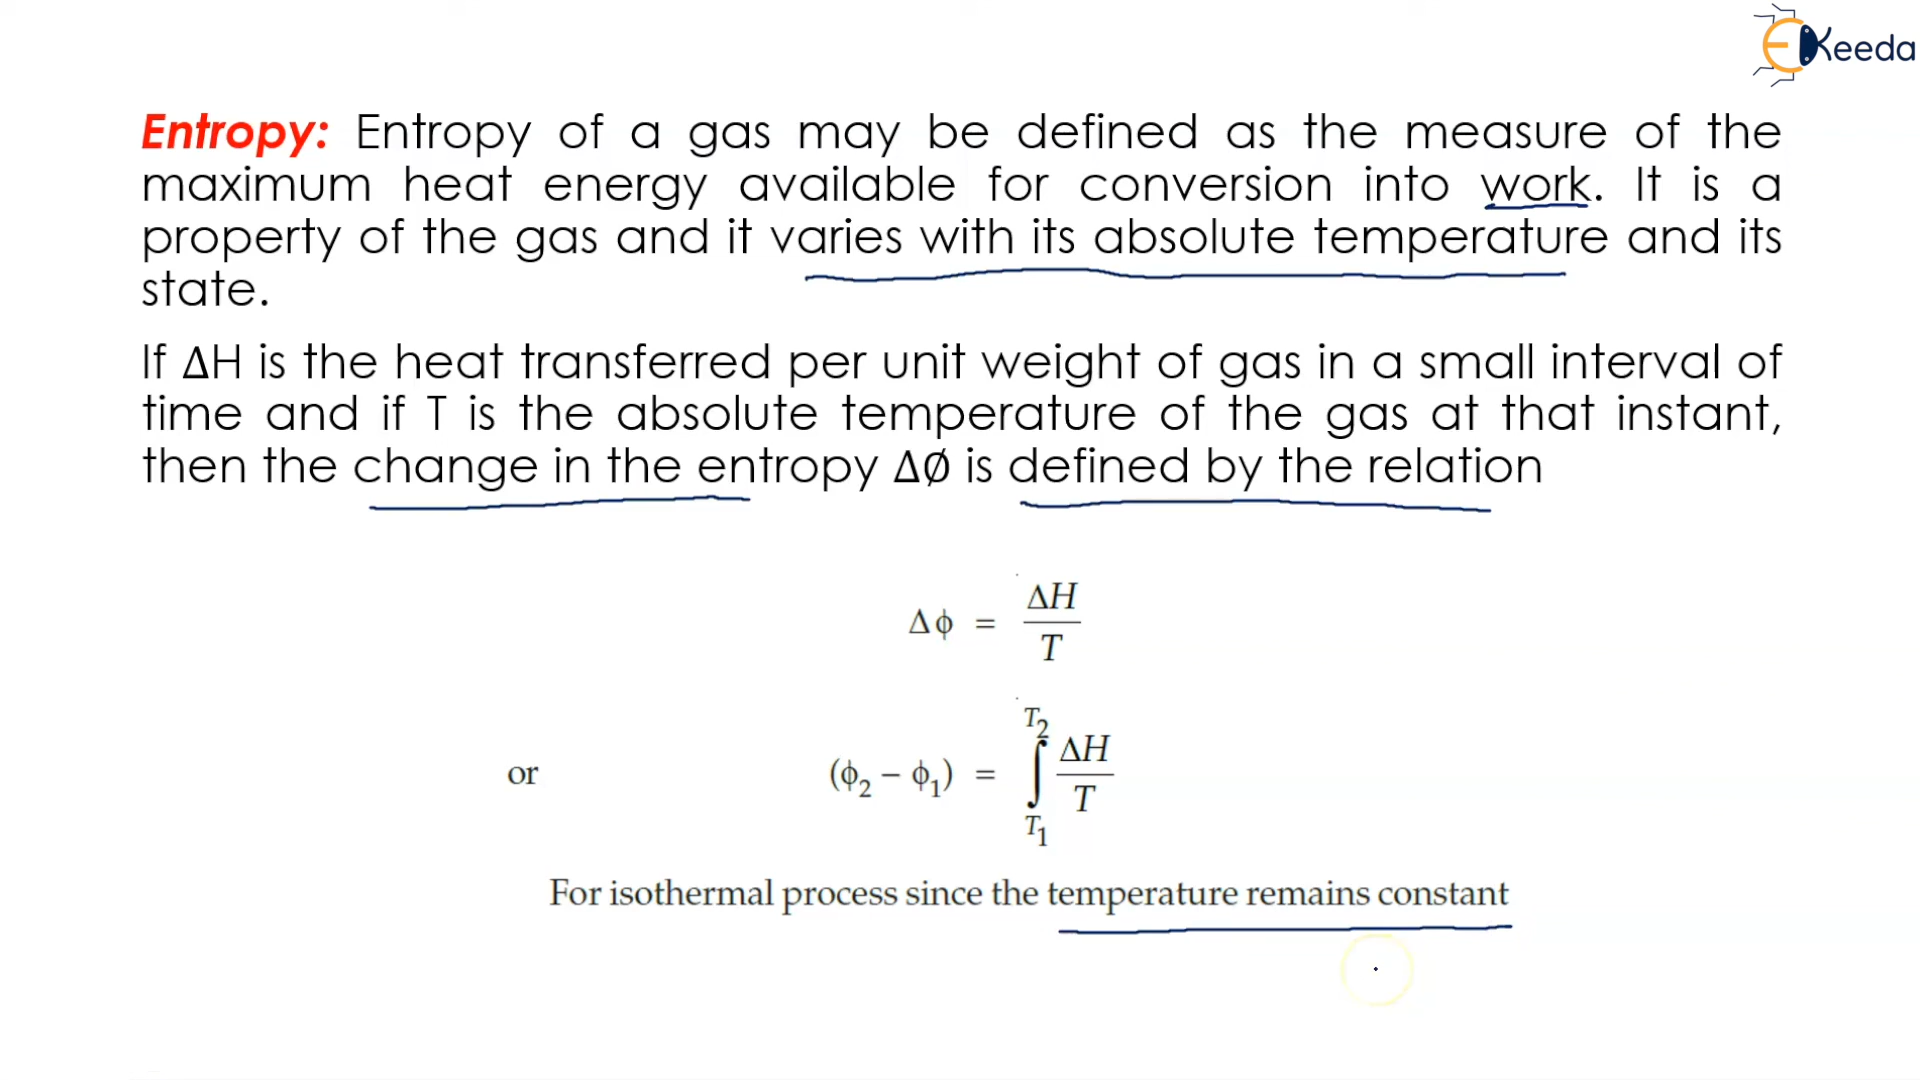 EKeeda
Entropy: Entropy of a gas may be defined as the measure of the
maximum heat energy available for conversion into work. It is a
property of the gas and it varies with its absolute temperature and its
state.
If ΔH is the heat transferred per unit weight of gas in a small interval of
time and if T is the absolute temperature of the gas at that instant,
then the change in the entropy ΔØ is defined by the relation
Δϕ = ΔH / T
or (ϕ₂ − ϕ₁) = ∫_{T₁}^{T₂} ΔH / T
For isothermal process since the temperature remains constant